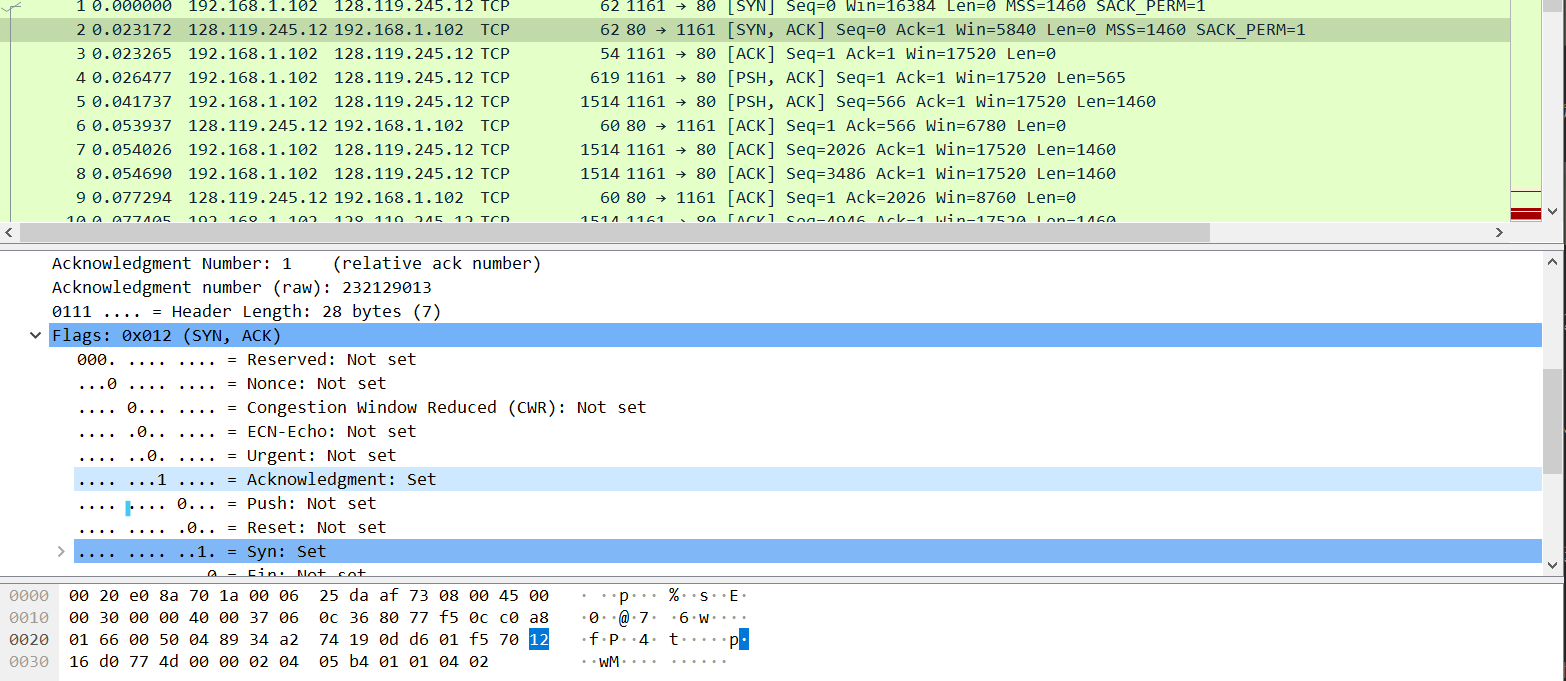 1 0.000000 192.168.1.102 128.119.245.12 TCP 62 1161 → 80 [SYN] Seq=0 Win=16384 Len=0 MSS=1460 SACK_PERM=1
2 0.023172 128.119.245.12 192.168.1.102 TCP 62 80 → 1161 [SYN, ACK] Seq=0 Ack=1 Win=5840 Len=0 MSS=1460 SACK_PERM=1
3 0.023265 192.168.1.102 128.119.245.12 TCP 54 1161 → 80 [ACK] Seq=1 Ack=1 Win=17520 Len=0
4 0.026477 192.168.1.102 128.119.245.12 TCP 619 1161 → 80 [PSH, ACK] Seq=1 Ack=1 Win=17520 Len=565
5 0.041737 192.168.1.102 128.119.245.12 TCP 1514 1161 → 80 [PSH, ACK] Seq=566 Ack=1 Win=17520 Len=1460
6 0.053937 128.119.245.12 192.168.1.102 TCP 60 80 → 1161 [ACK] Seq=1 Ack=566 Win=6780 Len=0
7 0.054026 192.168.1.102 128.119.245.12 TCP 1514 1161 → 80 [ACK] Seq=2026 Ack=1 Win=17520 Len=1460
8 0.054690 192.168.1.102 128.119.245.12 TCP 1514 1161 → 80 [ACK] Seq=3486 Ack=1 Win=17520 Len=1460
9 0.077294 128.119.245.12 192.168.1.102 TCP 60 80 → 1161 [ACK] Seq=1 Ack=2026 Win=8760 Len=0
10 0.077405 192.168.1.102 128.119.245.12 TCP 1514 1161 → 80 [ACK] Seq=4946 Ack=1 Win=17520 Len=1460
Acknowledgment Number: 1 (relative ack number)
Acknowledgment number (raw): 232129013
0111 .... = Header Length: 28 bytes (7)
Flags: 0x012 (SYN, ACK)
000. .... .... = Reserved: Not set
...0 .... .... = Nonce: Not set
.... 0... .... = Congestion Window Reduced (CWR): Not set
.... .0.. .... = ECN-Echo: Not set
.... ..0. .... = Urgent: Not set
.... ...1 .... = Acknowledgment: Set
.... .... 0... = Push: Not set
.... .... .0.. = Reset: Not set
.... .... ..1. = Syn: Set
.... .... ...0 = Fin: Not set
0000 00 20 e0 8a 70 1a 00 06 25 da af 73 08 00 45 00 · ··p··· %··s··E·
0010 00 30 00 00 40 00 37 06 0c 36 80 77 f5 0c c0 a8 ·0··@·7· ·6·w····
0020 01 66 00 50 04 89 34 a2 74 19 0d d6 01 f5 70 12 ·f·P··4· t·····p·
0030 16 d0 77 4d 00 00 02 04 05 b4 01 01 04 02 ··wM···· ······